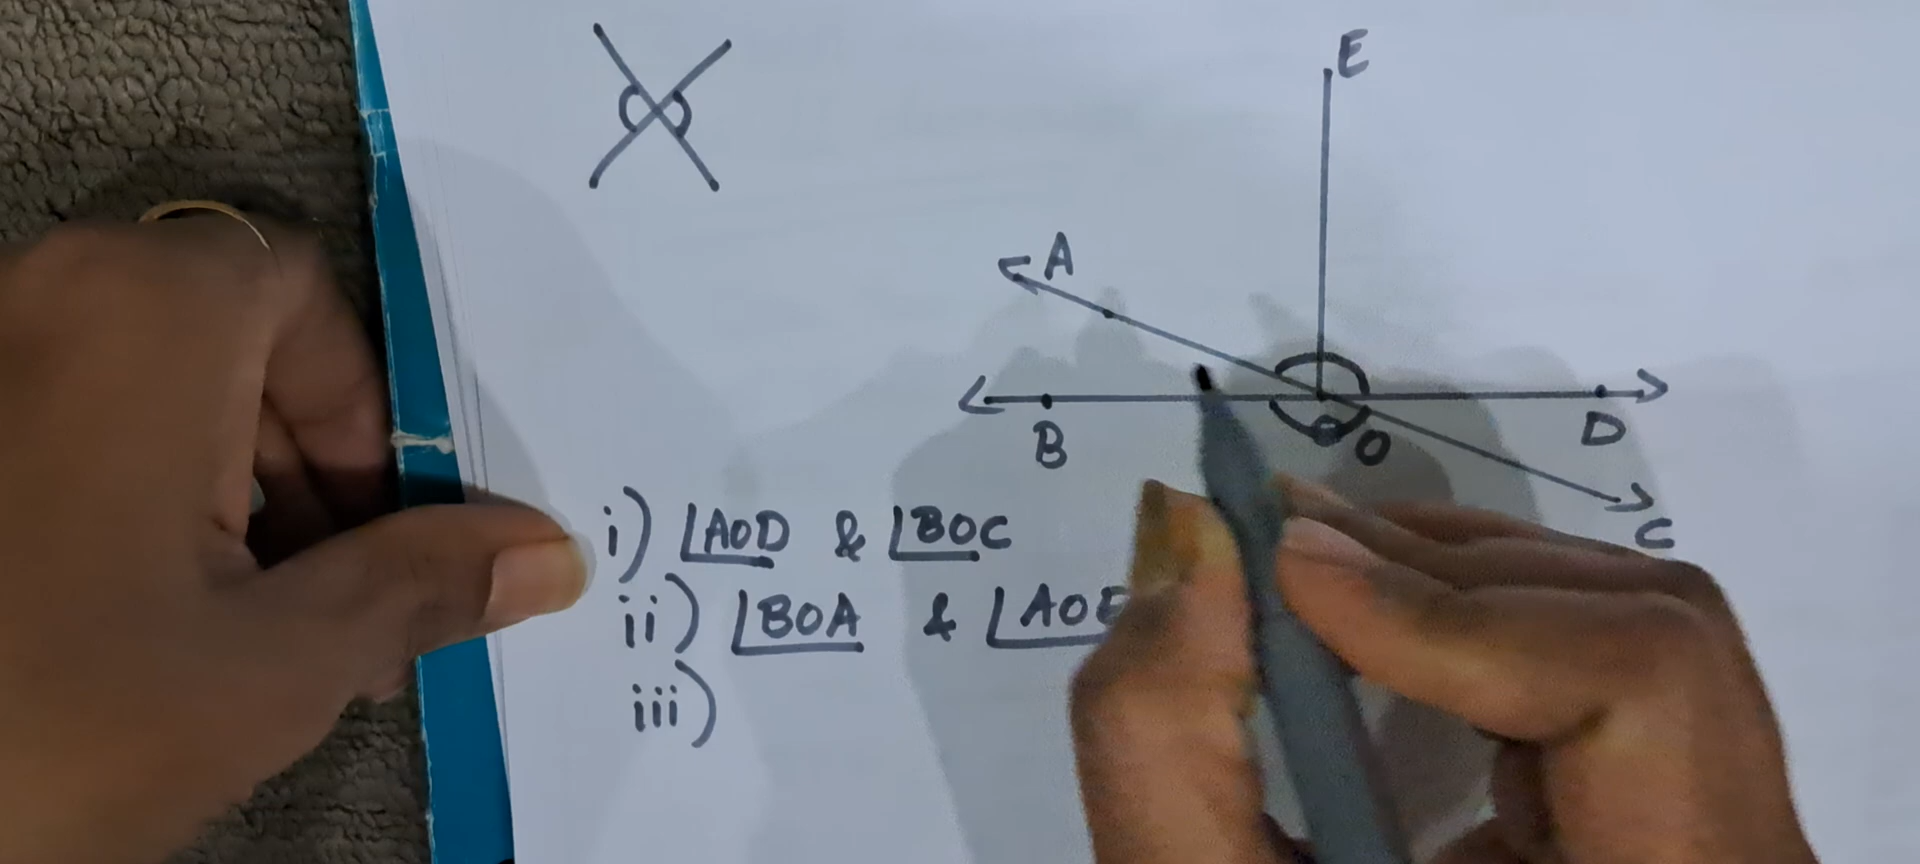 E
A
B
O
D
C
i) ∠AOD & ∠BOC
ii) ∠BOA & ∠AOE
iii)